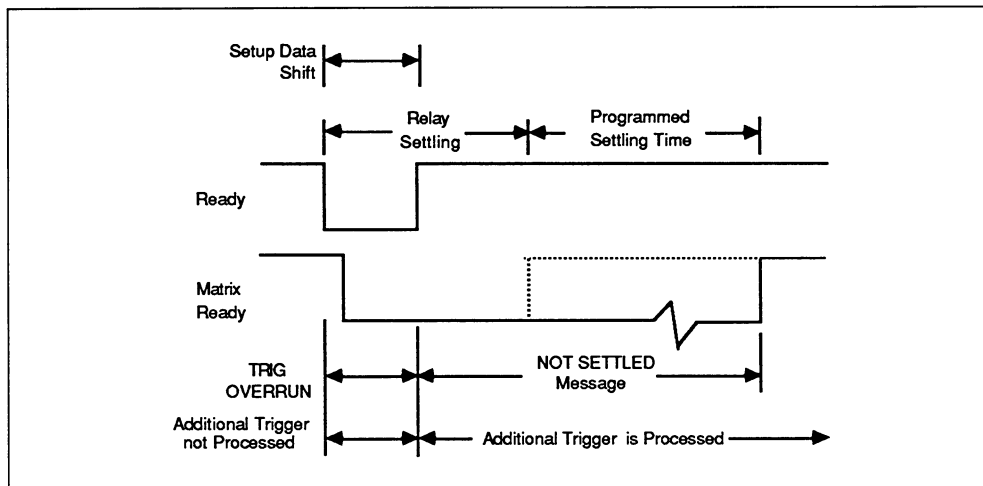 Setup Data
Shift
Relay
Settling
Programmed
Settling Time
Ready
Matrix
Ready
TRIG
OVERRUN
NOT SETTLED
Message
Additional Trigger
not Processed
Additional Trigger is Processed